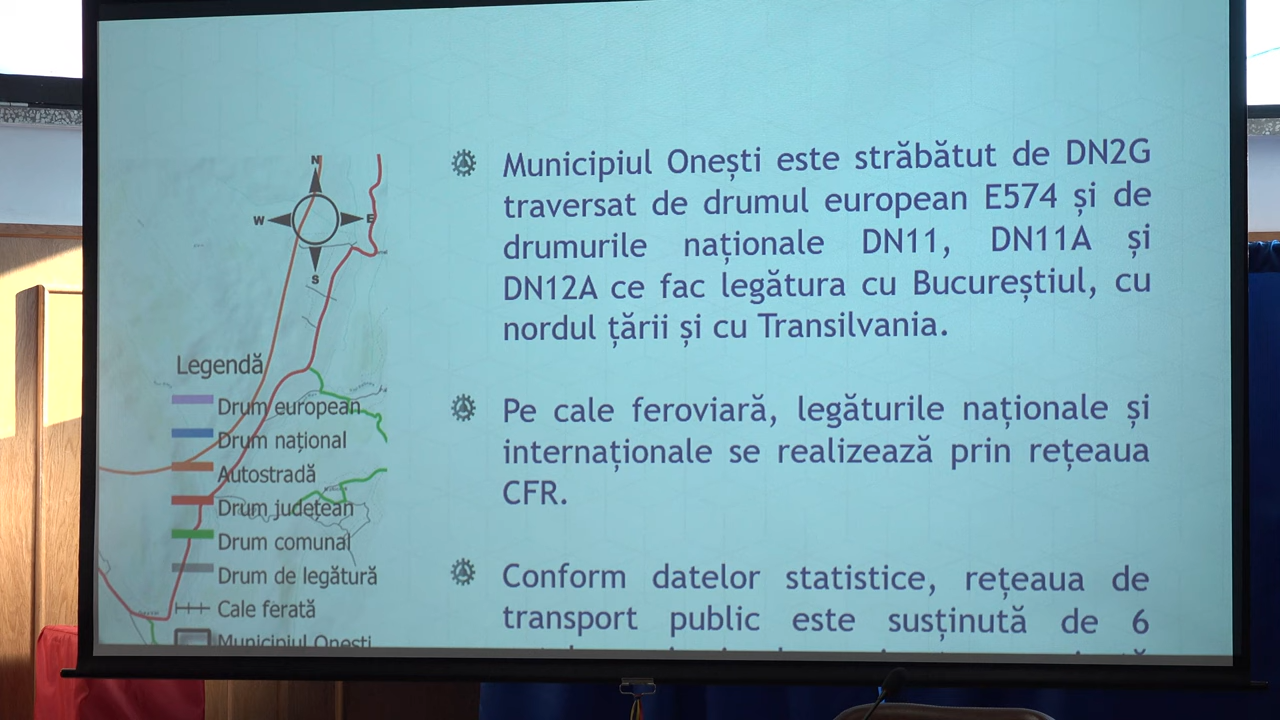 N
W
E
S
Legendă
Drum european
Drum național
Autostradă
Drum județean
Drum comunal
Drum de legătură
Cale ferată
Municipiul Onești
Municipiul Onești este străbătut de DN2G
traversat de drumul european E574 și de
drumurile naționale DN11, DN11A și
DN12A ce fac legătura cu Bucureștiul, cu
nordul țării și cu Transilvania.
Pe cale feroviară, legăturile naționale și
internaționale se realizează prin rețeaua
CFR.
Conform datelor statistice, rețeaua de
transport public este susținută de 6